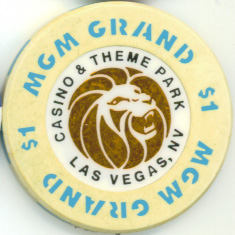 MGM GRAND
$1
MGM GRAND
$1
CASINO & THEME PARK
LAS VEGAS, NV